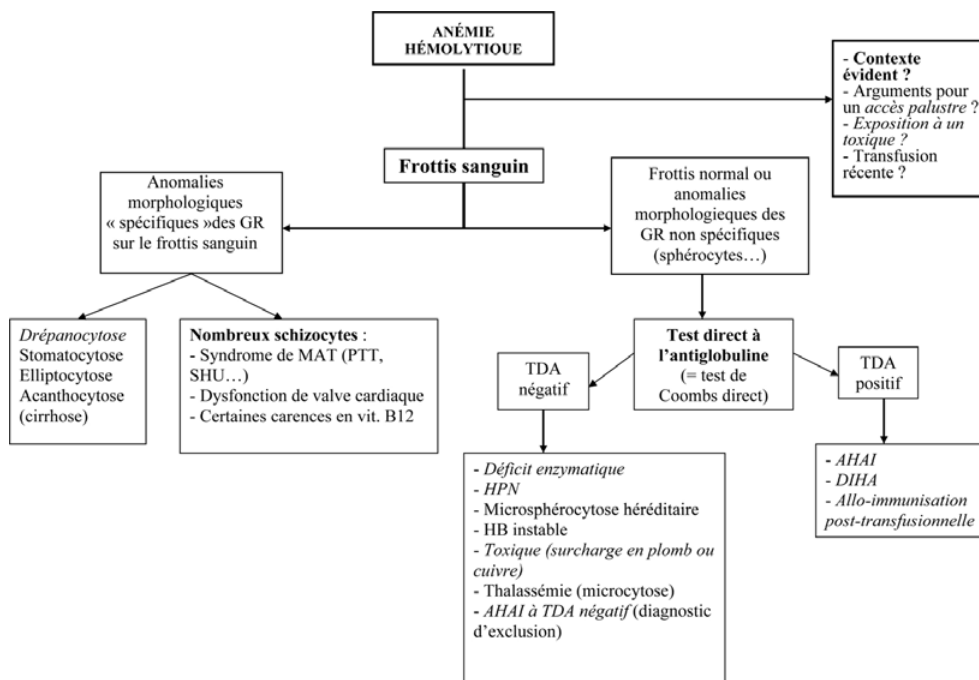 ANÉMIE
HÉMOLYTIQUE
- Contexte
évident ?
- Arguments pour
un accès palustre ?
- Exposition à un
toxique ?
- Transfusion
récente ?
Frottis sanguin
Anomalies
morphologiques
« spécifiques »des GR
sur le frottis sanguin
Frottis normal ou
anomalies
morphologieques des
GR non spécifiques
(sphérocytes…)
Drépanocytose
Stomatocytose
Elliptocytose
Acanthocytose
(cirrhose)
Nombreux schizocytes :
- Syndrome de MAT (PTT,
SHU…)
- Dysfonction de valve cardiaque
- Certaines carences en vit. B12
TDA
négatif
Test direct à
l’antiglobuline
(= test de
Coombs direct)
TDA
positif
- Déficit enzymatique
- HPN
- Microsphérocytose héréditaire
- HB instable
- Toxique (surcharge en plomb ou
cuivre)
- Thalassémie (microcytose)
- AHAI à TDA négatif (diagnostic
d’exclusion)
- AHAI
- DIHA
- Allo-immunisation
post-transfusionnelle